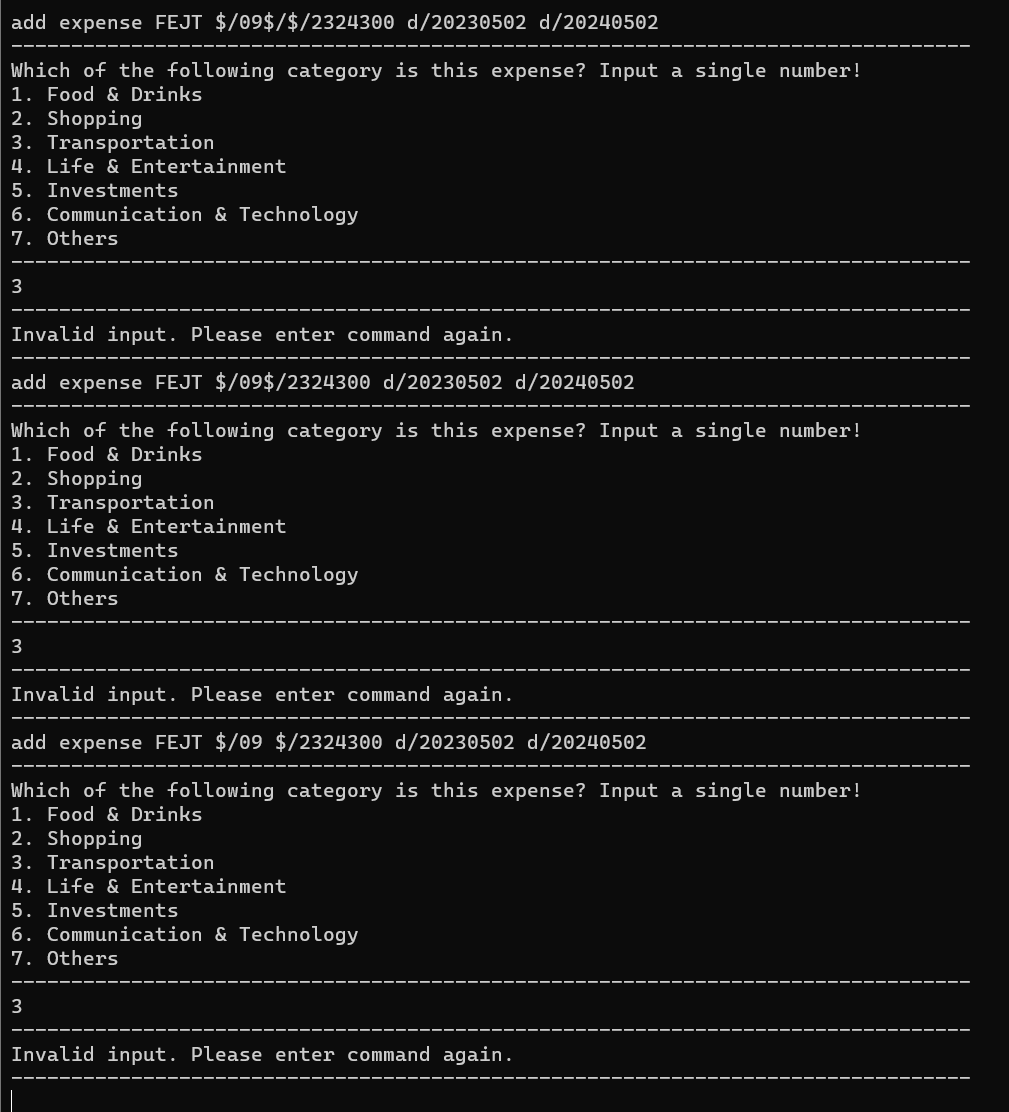 add expense FEJT $/09$/$/2324300 d/20230502 d/20240502
--------------------------------------------------------------------------------
Which of the following category is this expense? Input a single number!
1. Food & Drinks
2. Shopping
3. Transportation
4. Life & Entertainment
5. Investments
6. Communication & Technology
7. Others
--------------------------------------------------------------------------------
3
--------------------------------------------------------------------------------
Invalid input. Please enter command again.
--------------------------------------------------------------------------------
add expense FEJT $/09$/2324300 d/20230502 d/20240502
--------------------------------------------------------------------------------
Which of the following category is this expense? Input a single number!
1. Food & Drinks
2. Shopping
3. Transportation
4. Life & Entertainment
5. Investments
6. Communication & Technology
7. Others
--------------------------------------------------------------------------------
3
--------------------------------------------------------------------------------
Invalid input. Please enter command again.
--------------------------------------------------------------------------------
add expense FEJT $/09 $/2324300 d/20230502 d/20240502
--------------------------------------------------------------------------------
Which of the following category is this expense? Input a single number!
1. Food & Drinks
2. Shopping
3. Transportation
4. Life & Entertainment
5. Investments
6. Communication & Technology
7. Others
--------------------------------------------------------------------------------
3
--------------------------------------------------------------------------------
Invalid input. Please enter command again.
--------------------------------------------------------------------------------